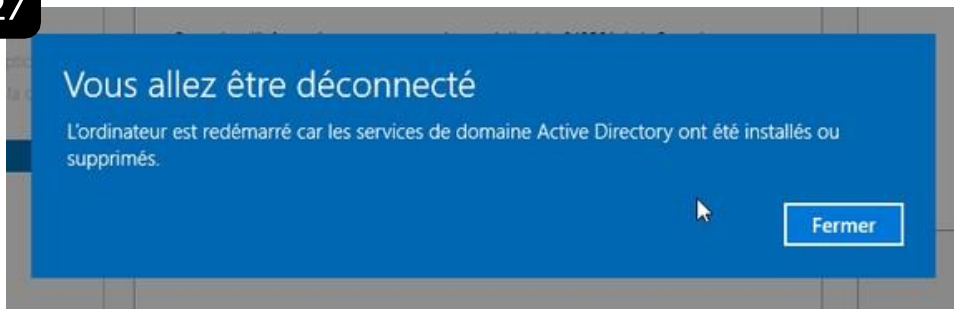 27
Vous allez être déconnecté
L'ordinateur est redémarré car les services de domaine Active Directory ont été installés ou
supprimés.
Fermer